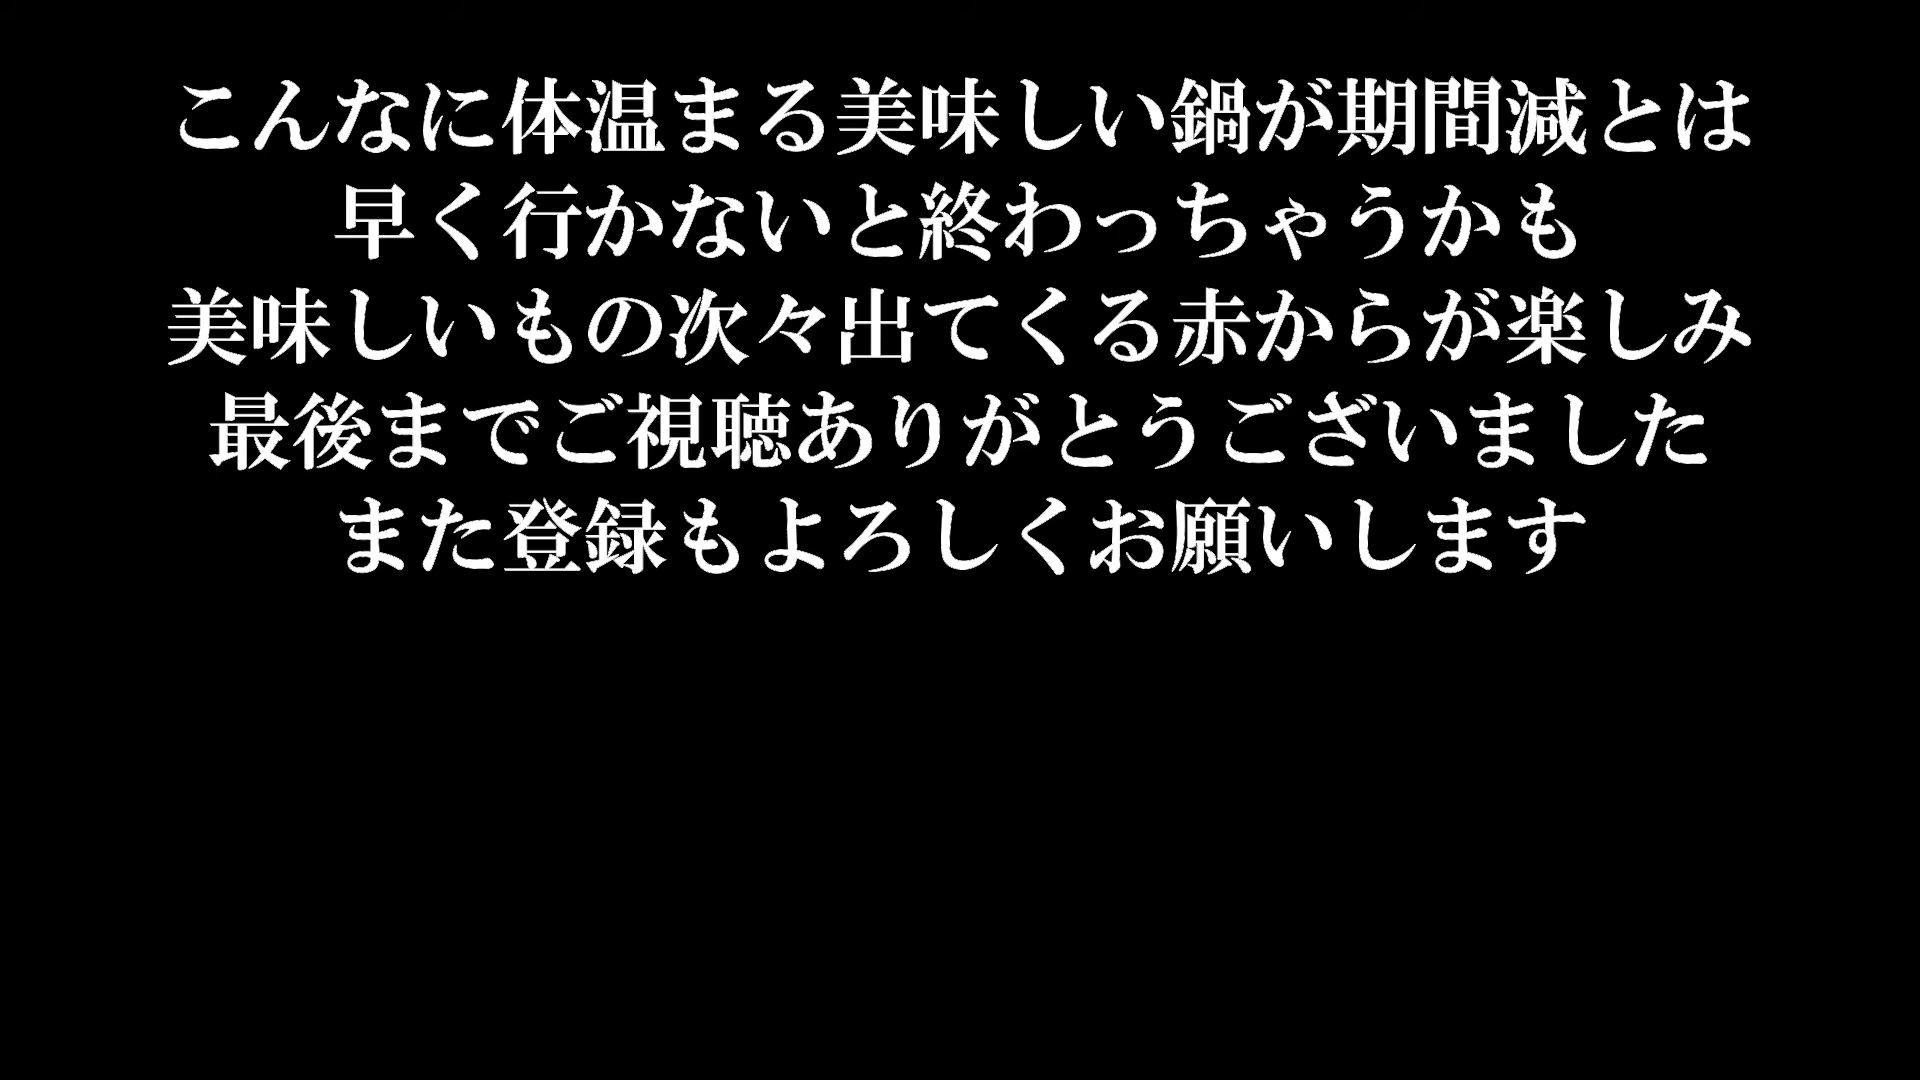 こんなに体温まる美味しい鍋が期間減とは
早く行かないと終わっちゃうかも
美味しいもの次々出てくる赤からが楽しみ
最後までご視聴ありがとうございました
また登録もよろしくお願いします